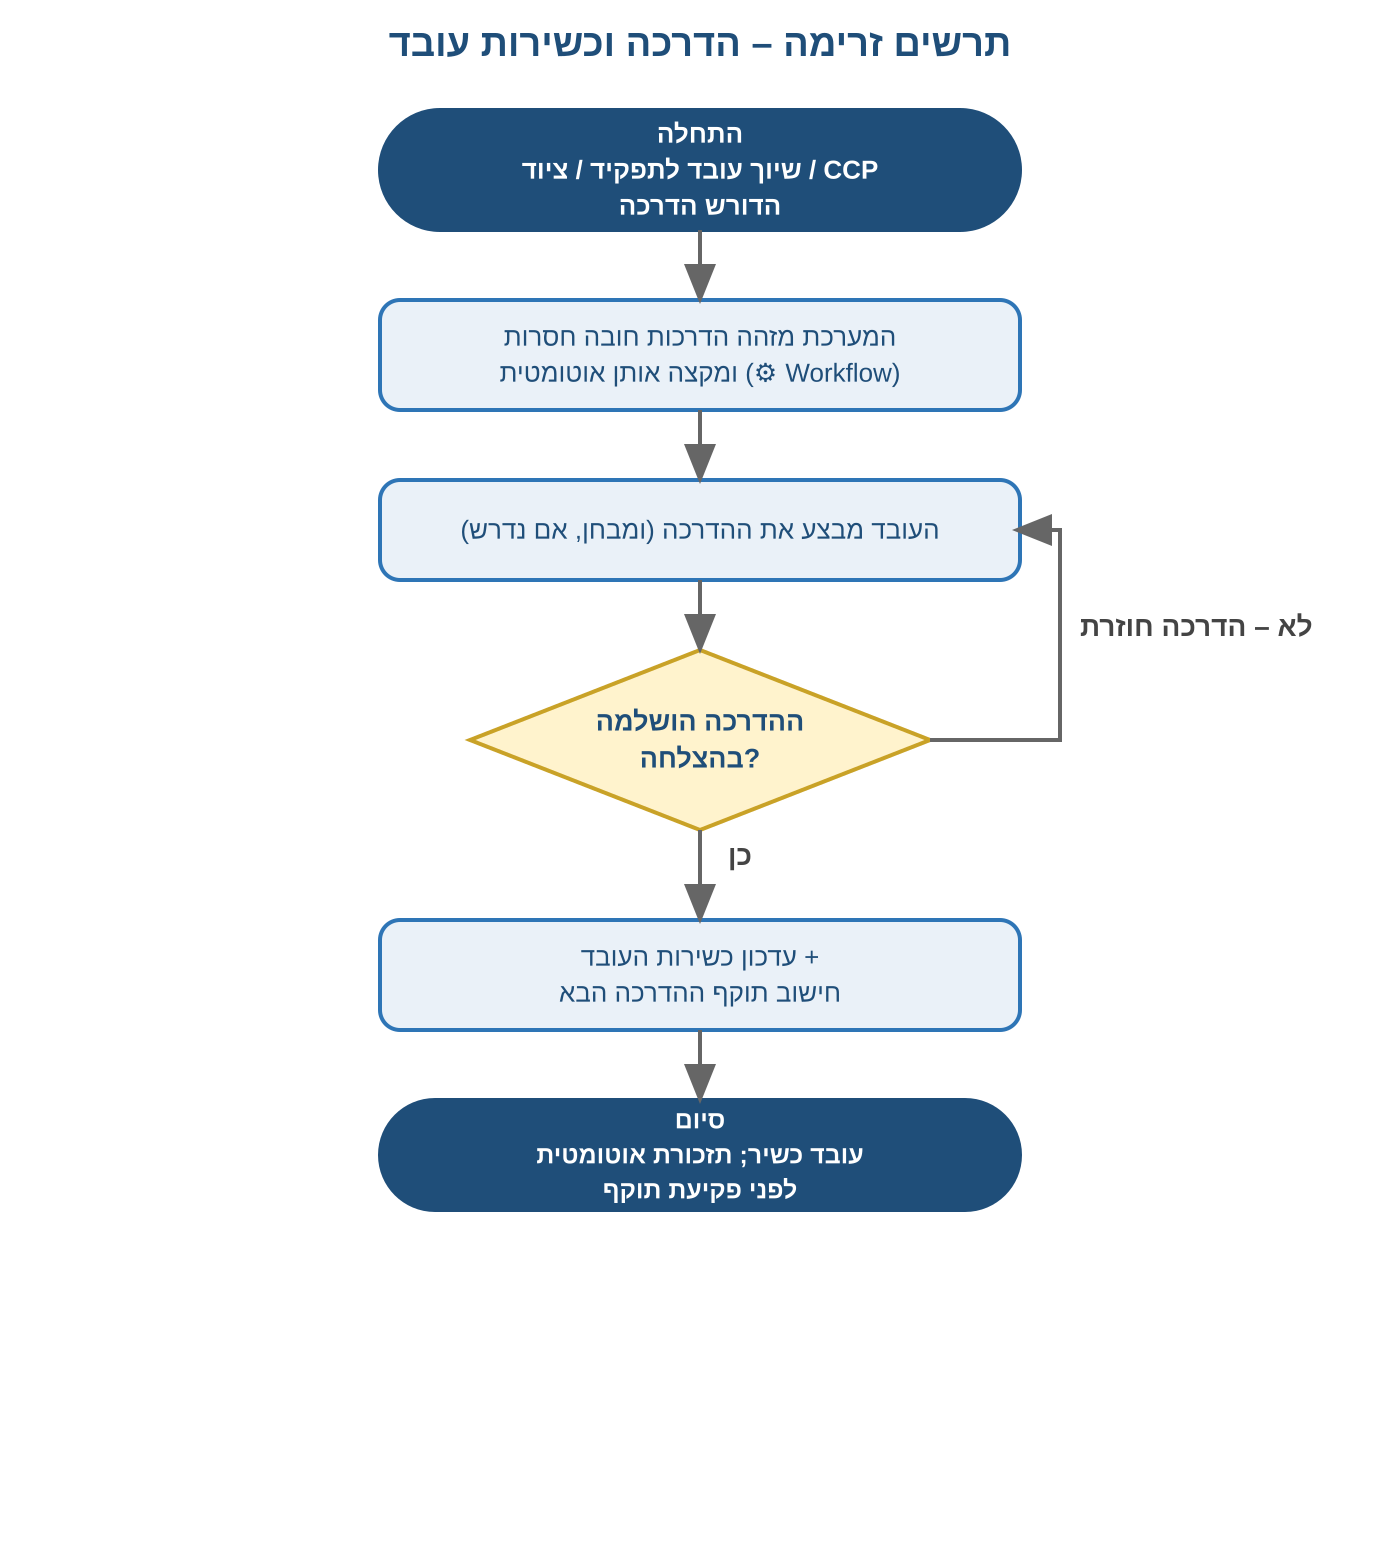 תרשים זרימה – הדרכה וכשירות עובד
התחלה
שיוך עובד לתפקיד / ציוד / CCP
הדורש הדרכה
המערכת מזהה הדרכות חובה חסרות
ומקצה אותן אוטומטית (⚙ Workflow)
העובד מבצע את ההדרכה (ומבחן, אם נדרש)
לא – הדרכה חוזרת
ההדרכה הושלמה
בהצלחה?
כן
עדכון כשירות העובד +
חישוב תוקף ההדרכה הבא
סיום
עובד כשיר; תזכורת אוטומטית
לפני פקיעת תוקף